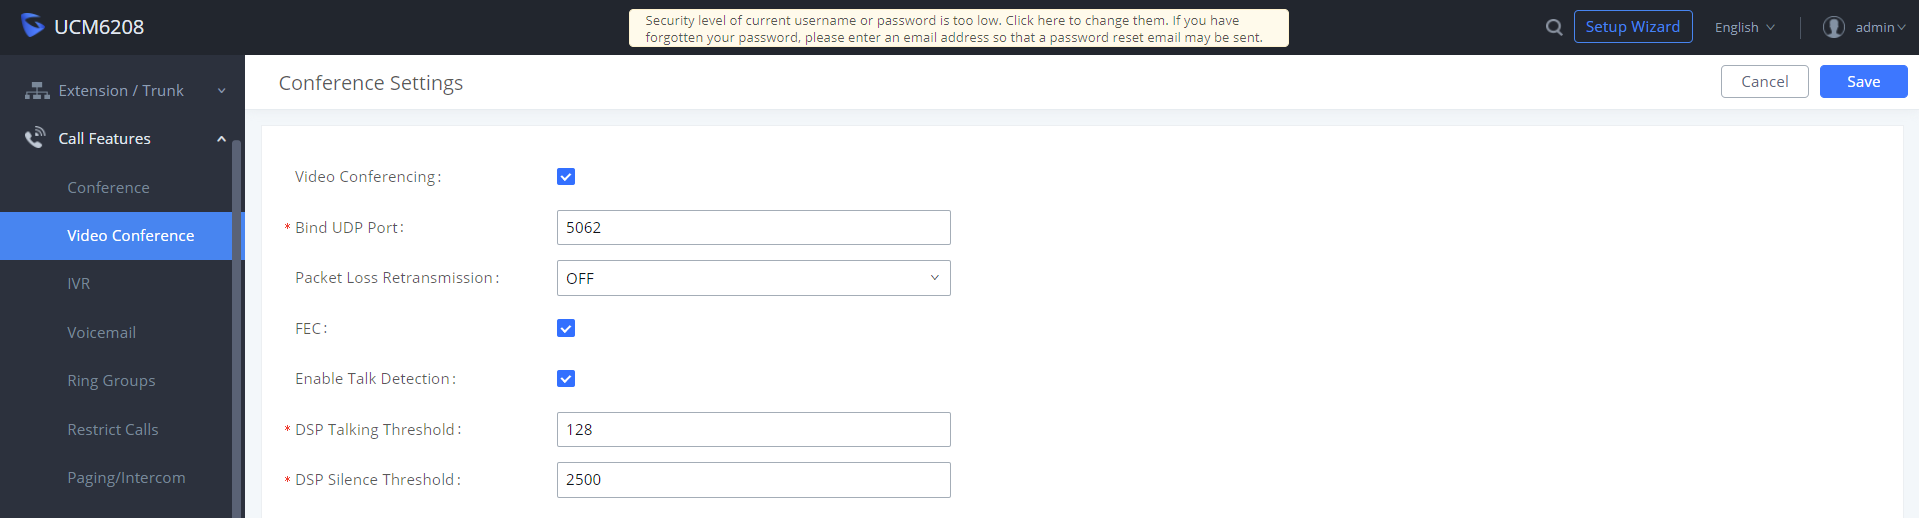 UCM6208
Security level of current username or password is too low. Click here to change them. If you have
forgotten your password, please enter an email address so that a password reset email may be sent.
Setup Wizard
English
admin
Extension / Trunk
Call Features
Conference
Video Conference
IVR
Voicemail
Ring Groups
Restrict Calls
Paging/Intercom
Conference Settings
Cancel
Save
Video Conferencing:
* Bind UDP Port: 5062
Packet Loss Retransmission: OFF
FEC:
Enable Talk Detection:
* DSP Talking Threshold: 128
* DSP Silence Threshold: 2500